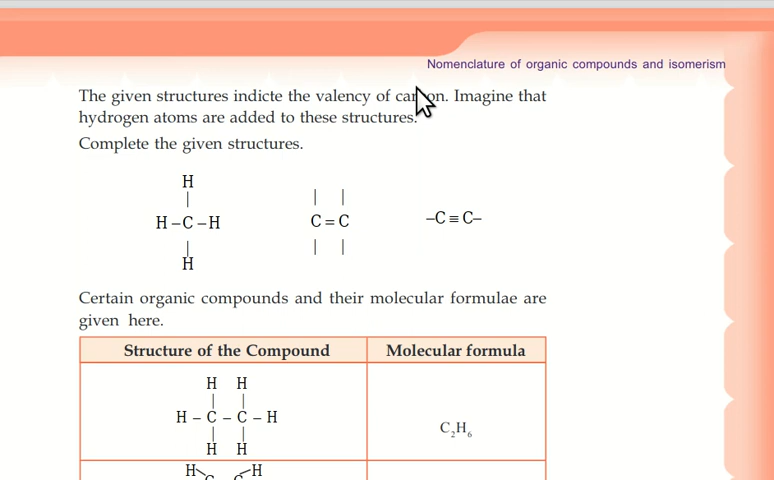 Nomenclature of organic compounds and isomerism
The given structures indicte the valency of carbon. Imagine that
hydrogen atoms are added to these structures.
Complete the given structures.
H
|
H – C – H
|
H
| |
C = C
| |
–C ≡ C–
Certain organic compounds and their molecular formulae are
given here.
Structure of the Compound Molecular formula
H H
| |
H – C – C – H
| |
H H
C₂H₆
H H